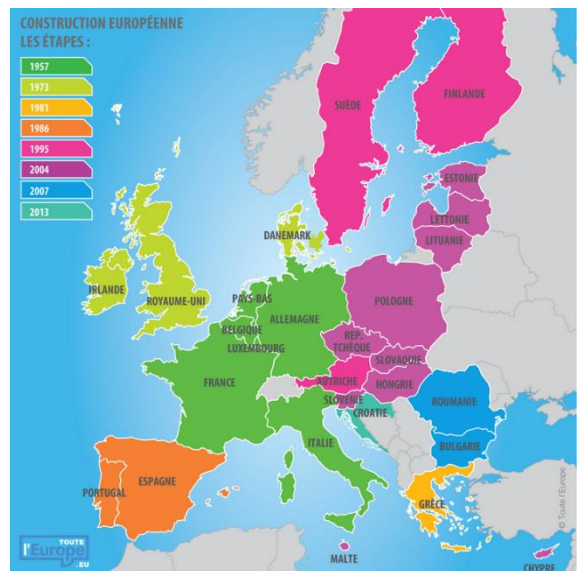 CONSTRUCTION EUROPÉENNE
LES ÉTAPES :
1957
1973
1981
1986
1995
2004
2007
2013
FINLANDE
SUÈDE
ESTONIE
LETTONIE
LITUANIE
DANEMARK
IRLANDE
ROYAUME-UNI
PAYS-BAS
POLOGNE
ALLEMAGNE
BELGIQUE
LUXEMBOURG
REP.
TCHÈQUE
SLOVAQUIE
FRANCE
AUTRICHE
HONGRIE
SLOVÉNIE
CROATIE
ROUMANIE
ITALIE
BULGARIE
PORTUGAL
ESPAGNE
GRÈCE
MALTE
CHYPRE
© Toute l'Europe
TOUTE
l'Europe
.EU